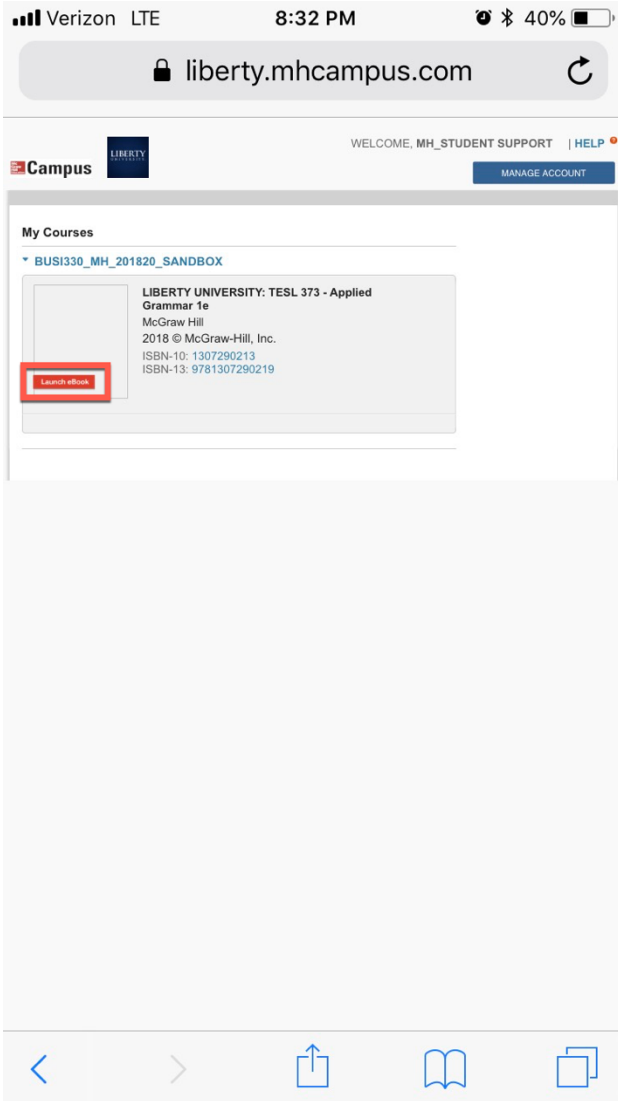 Verizon LTE 8:32 PM 40%
liberty.mhcampus.com
Campus LIBERTY UNIVERSITY WELCOME, MH_STUDENT SUPPORT | HELP
MANAGE ACCOUNT
My Courses
BUSI330_MH_201820_SANDBOX
LIBERTY UNIVERSITY: TESL 373 - Applied
Grammar 1e
McGraw Hill
2018 © McGraw-Hill, Inc.
ISBN-10: 1307290213
ISBN-13: 9781307290219
Launch eBook